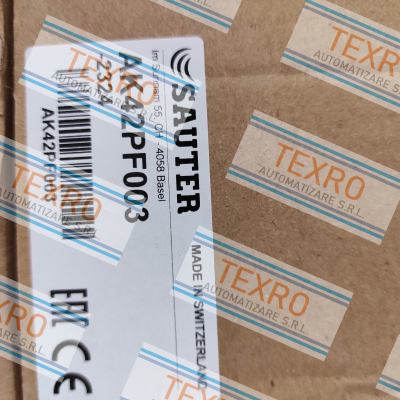 SAUTER
Im Surinam 55, CH - 4058 Basel
MADE IN SWITZERLAND
AK42PF003
-2324
AK42PF003
EAC CE
TEXRO
AUTOMATIZARE S.R.L.
TEXRO
AUTOMATIZARE S.R.L.
TEXRO
AUTOMATIZARE S.R.L.
TEXRO
AUTOMATIZARE S.R.L.